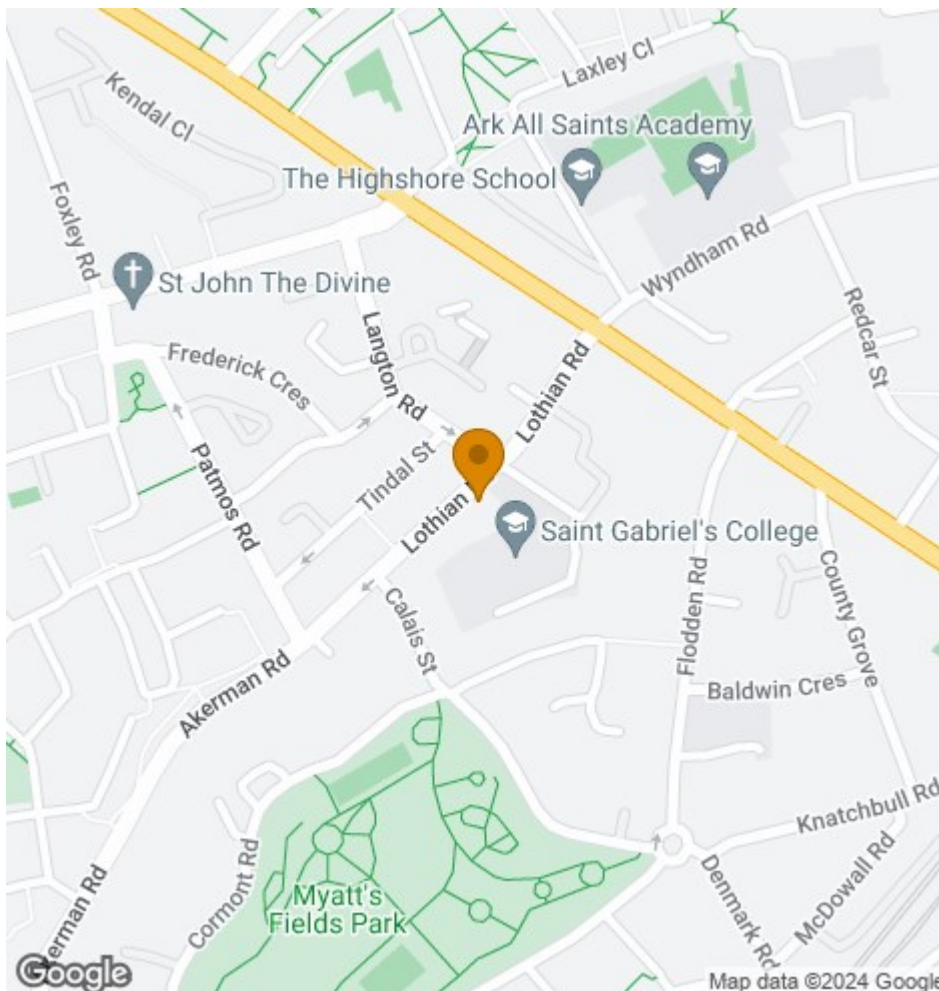 Laxley Cl
Kendal Cl
Ark All Saints Academy
The Highshore School
Foxley Rd
Wyndham Rd
St John The Divine
Redcar St
Langton Rd
Frederick Cres
Lothian Rd
Tindal St
Patmos Rd
Lothian
Saint Gabriel's College
Flodden Rd
County Grove
Calais St
Akerman Rd
Baldwin Cres
Knatchbull Rd
McDowall Rd
Denmark Rd
Cormont Rd
Myatt's
Fields Park
erman Rd
Google
Map data ©2024 Google